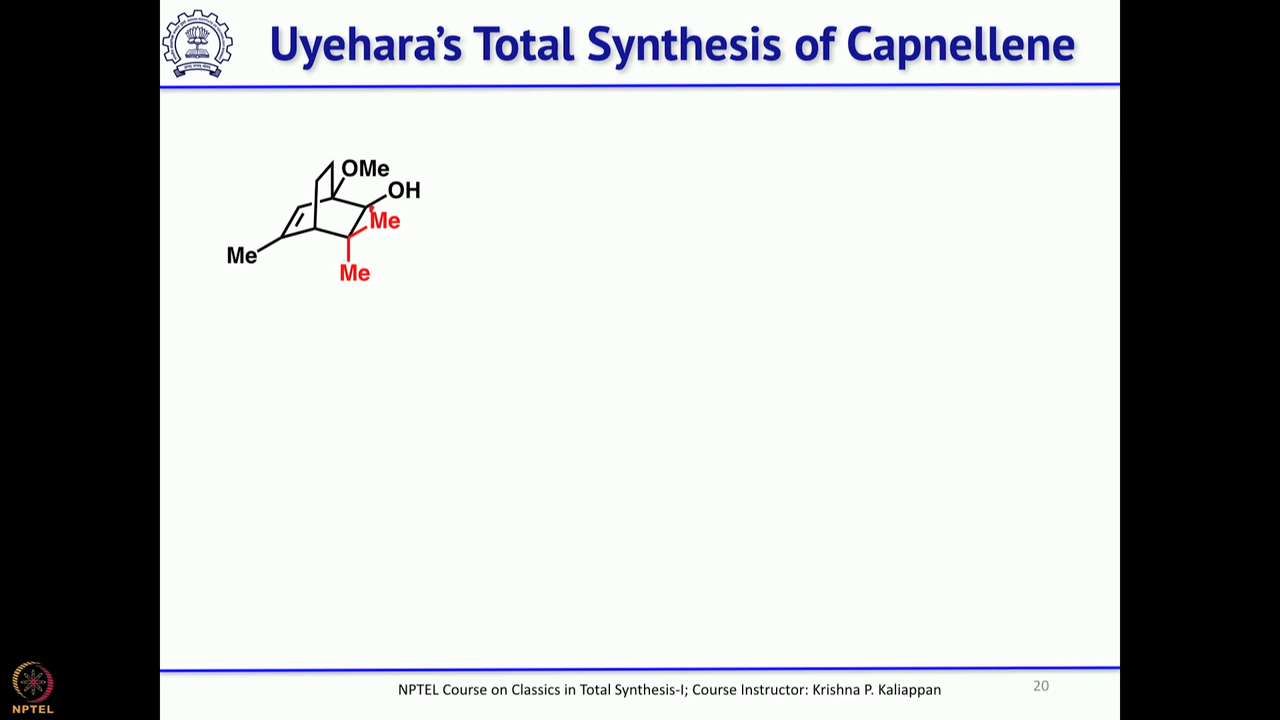 Uyehara's Total Synthesis of Capnellene
OMe
OH
Me
Me
Me
NPTEL Course on Classics in Total Synthesis-I; Course Instructor: Krishna P. Kaliappan
20
NPTEL